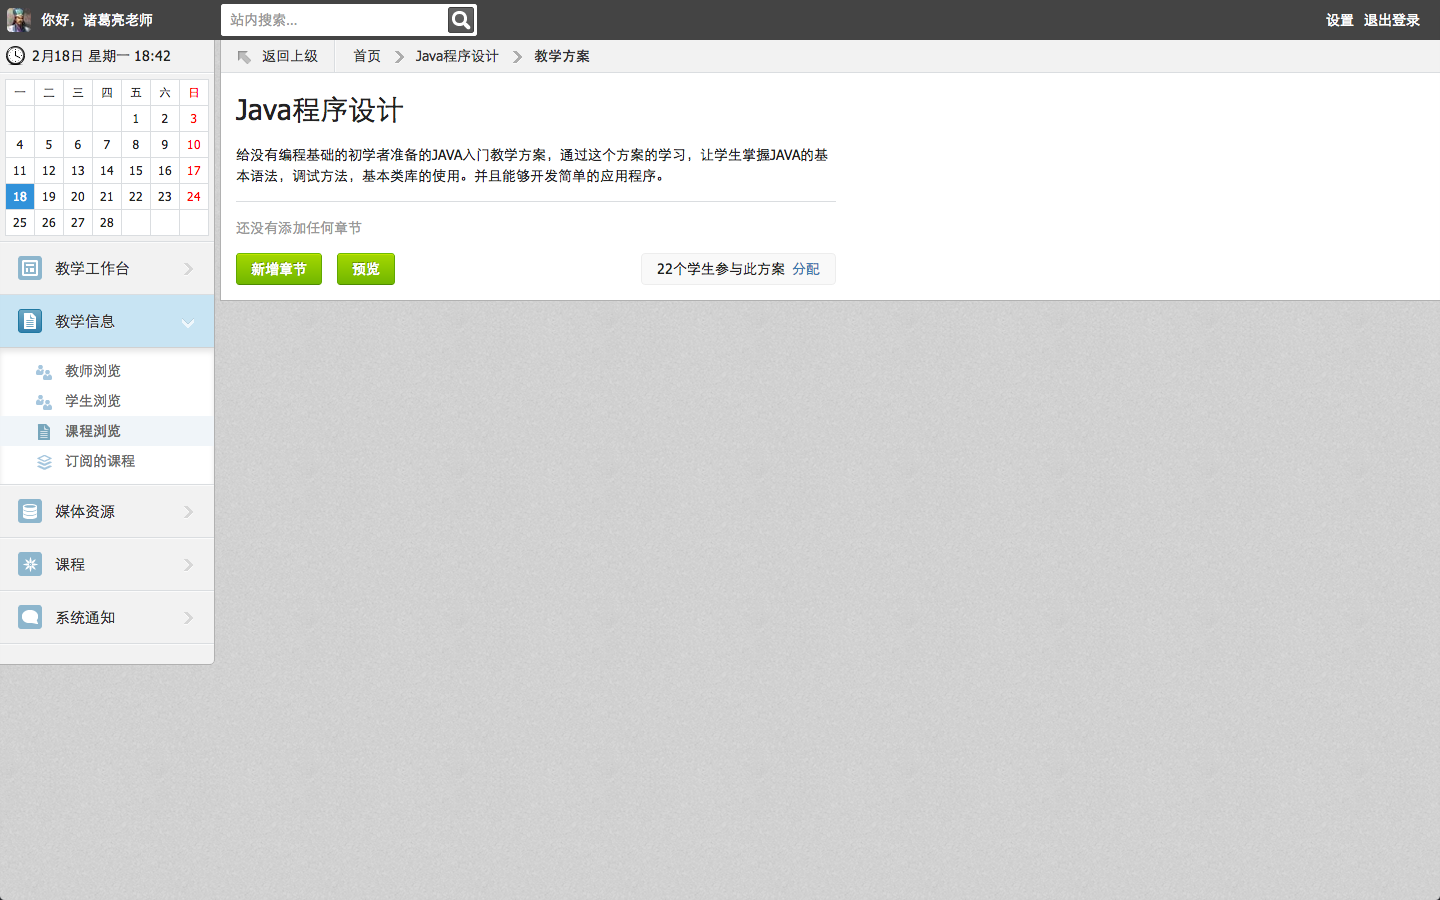 你好，诸葛亮老师
站内搜索...
设置 退出登录
2月18日 星期一 18:42
返回上级 首页 Java程序设计 教学方案
一 二 三 四 五 六 日
1 2 3
4 5 6 7 8 9 10
11 12 13 14 15 16 17
18 19 20 21 22 23 24
25 26 27 28
教学工作台
教学信息
教师浏览
学生浏览
课程浏览
订阅的课程
媒体资源
课程
系统通知
Java程序设计
给没有编程基础的初学者准备的JAVA入门教学方案，通过这个方案的学习，让学生掌握JAVA的基
本语法，调试方法，基本类库的使用。并且能够开发简单的应用程序。
还没有添加任何章节
新增章节 预览 22个学生参与此方案 分配